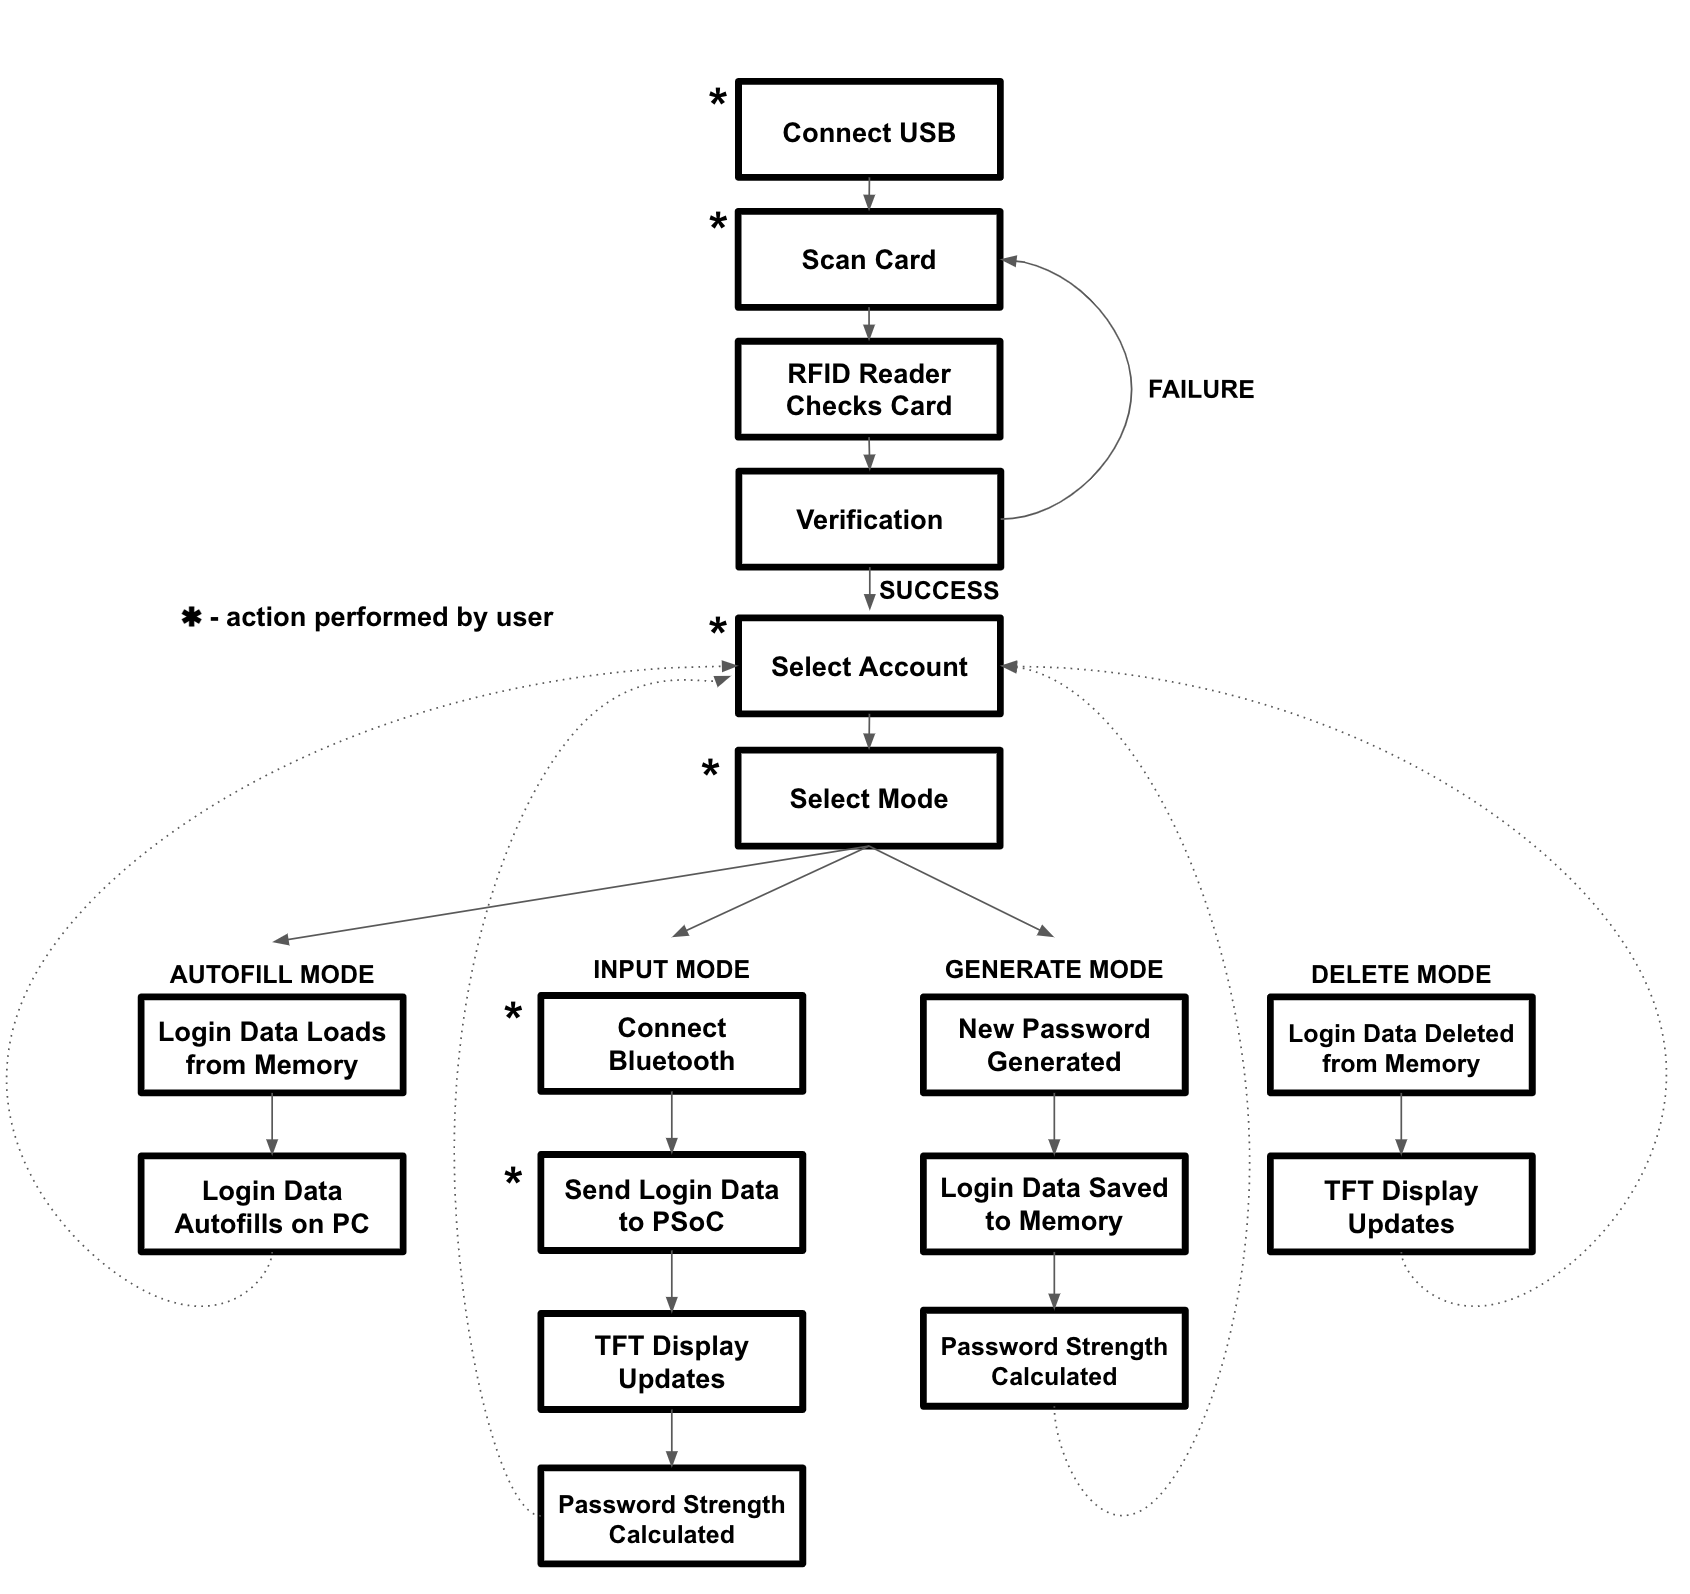 *
Connect USB
*
Scan Card
RFID Reader
Checks Card
FAILURE
Verification
SUCCESS
✱ - action performed by user
*
Select Account
*
Select Mode
AUTOFILL MODE
Login Data Loads
from Memory
Login Data
Autofills on PC
INPUT MODE
*
Connect
Bluetooth
*
Send Login Data
to PSoC
TFT Display
Updates
Password Strength
Calculated
GENERATE MODE
New Password
Generated
Login Data Saved
to Memory
Password Strength
Calculated
DELETE MODE
Login Data Deleted
from Memory
TFT Display
Updates